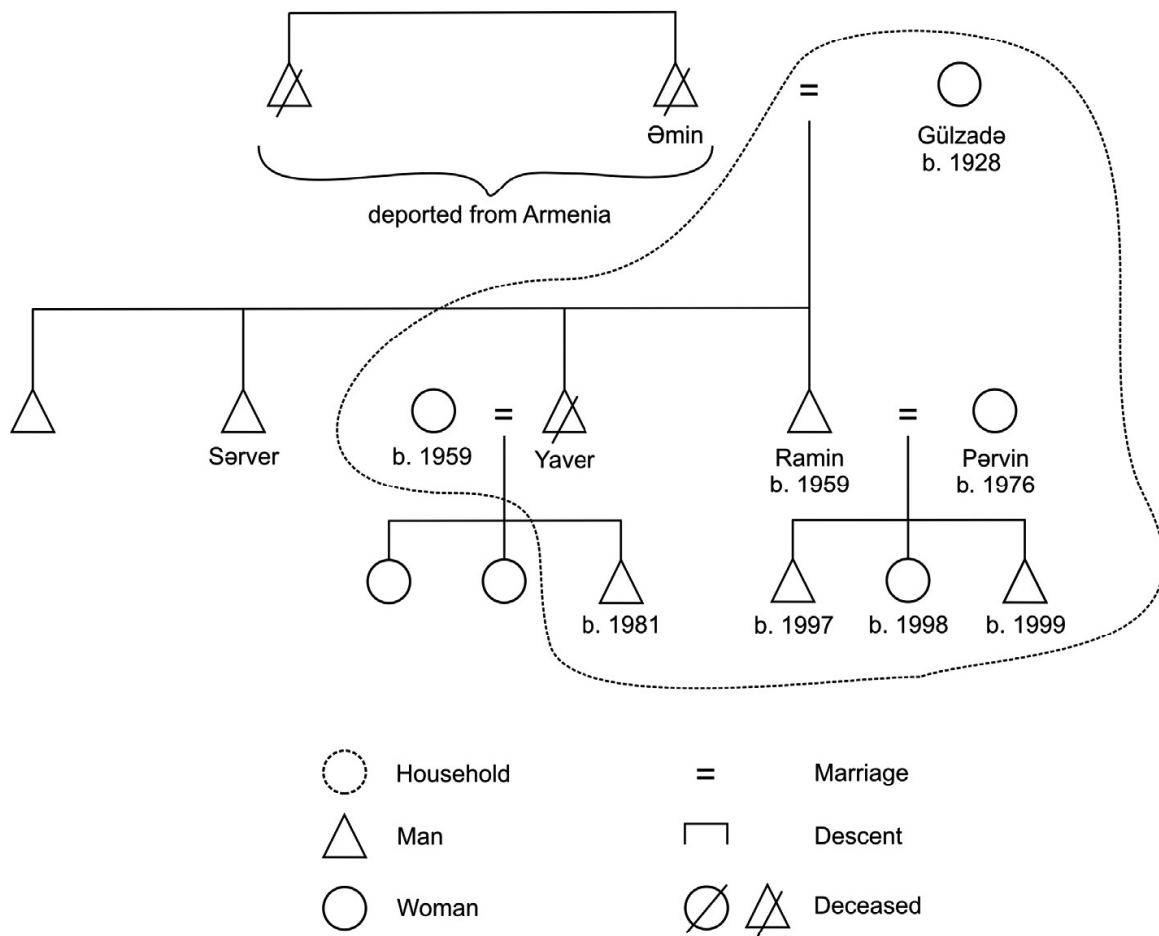 Əmin
Gülzadə
b. 1928
deported from Armenia
=
Sərver
b. 1959
=
Yaver
Ramin
b. 1959
=
Pərvin
b. 1976
b. 1981
b. 1997
b. 1998
b. 1999
Household
= Marriage
Man
Descent
Woman
Deceased